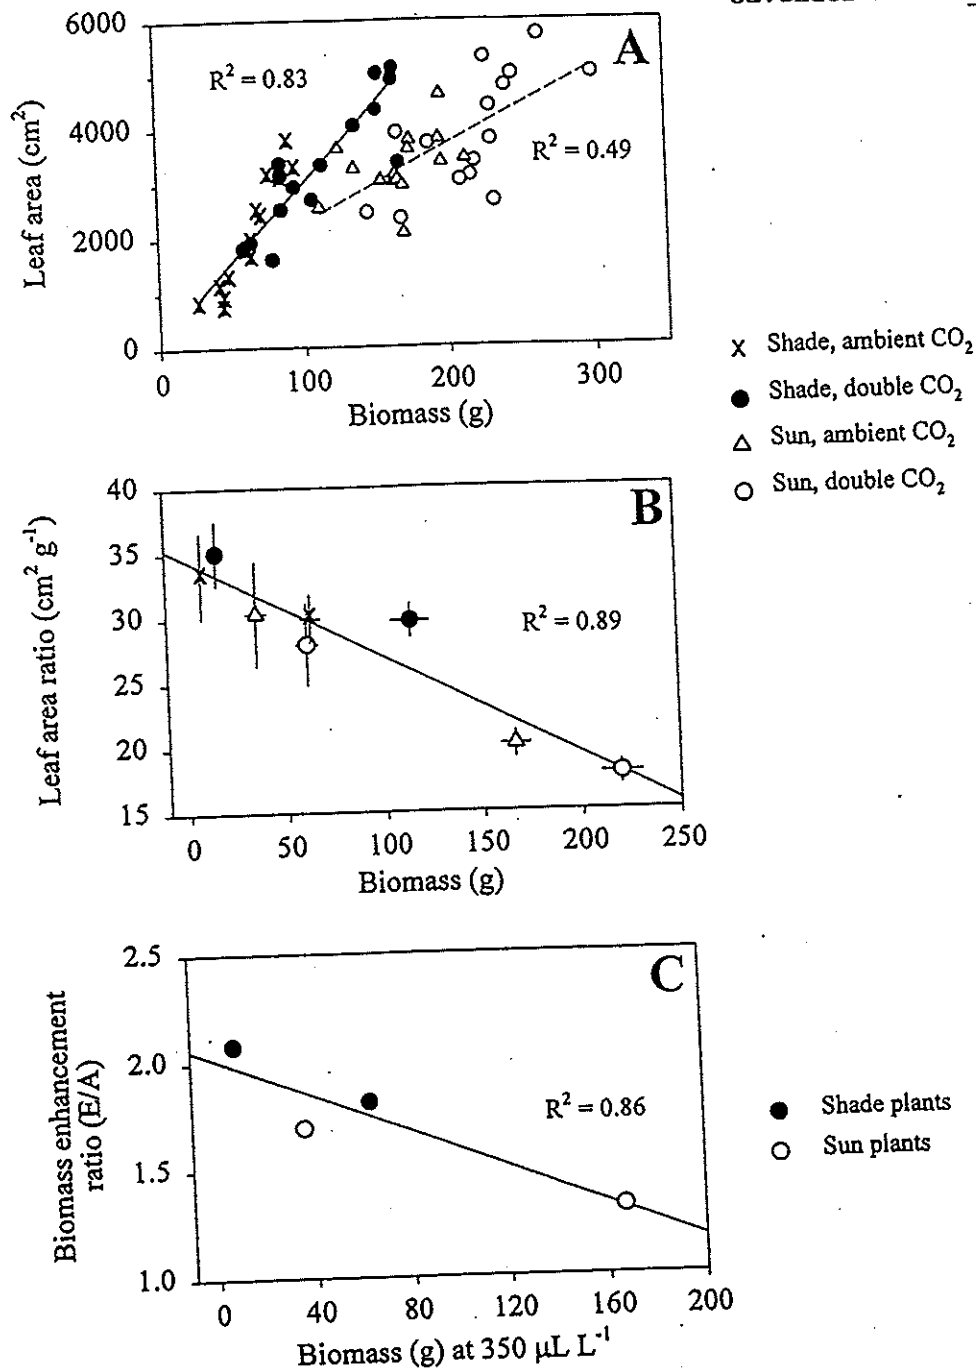 6000
A
R² = 0.83
4000
R² = 0.49
2000
0
Leaf area (cm²)
0 100 200 300
Biomass (g)
Shade, ambient CO₂
Shade, double CO₂
Sun, ambient CO₂
Sun, double CO₂
40
B
35
30
R² = 0.89
25
20
15
Leaf area ratio (cm² g⁻¹)
0 50 100 150 200 250
Biomass (g)
2.5
C
2.0
R² = 0.86
1.5
1.0
Biomass enhancement
ratio (E/A)
Shade plants
Sun plants
0 40 80 120 160 200
Biomass (g) at 350 μL L⁻¹